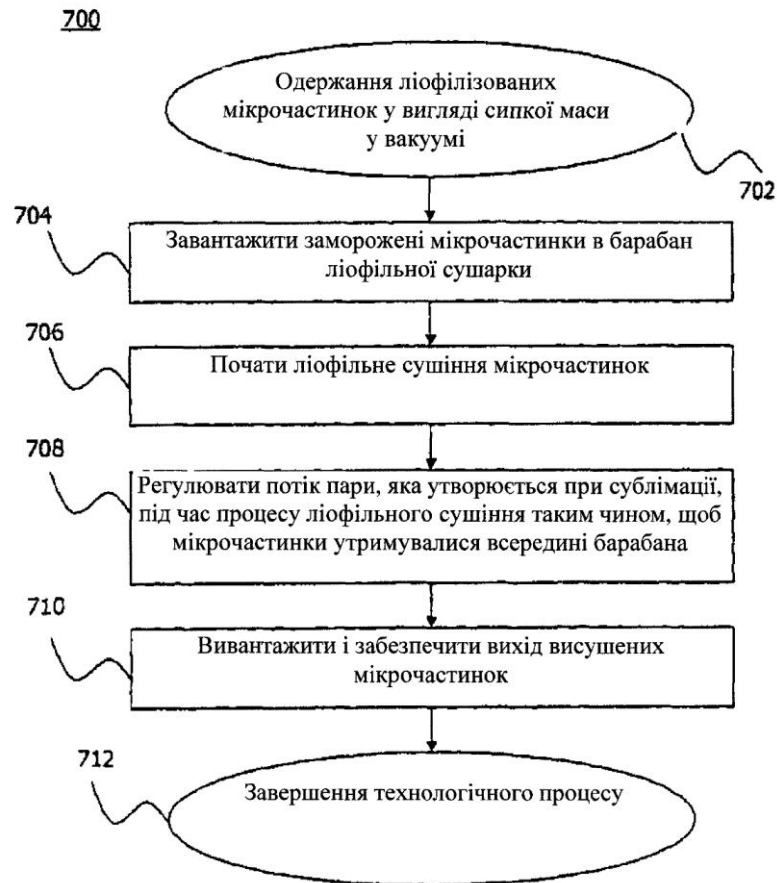 700
Одержання ліофілізованих
мікрочастинок у вигляді сипкої маси
у вакуумі
702
704
Завантажити заморожені мікрочастинки в барабан
ліофільної сушарки
706
Почати ліофільне сушіння мікрочастинок
708
Регулювати потік пари, яка утворюється при сублімації,
під час процесу ліофільного сушіння таким чином, щоб
мікрочастинки утримувалися всередині барабана
710
Вивантажити і забезпечити вихід висушених
мікрочастинок
712
Завершення технологічного процесу